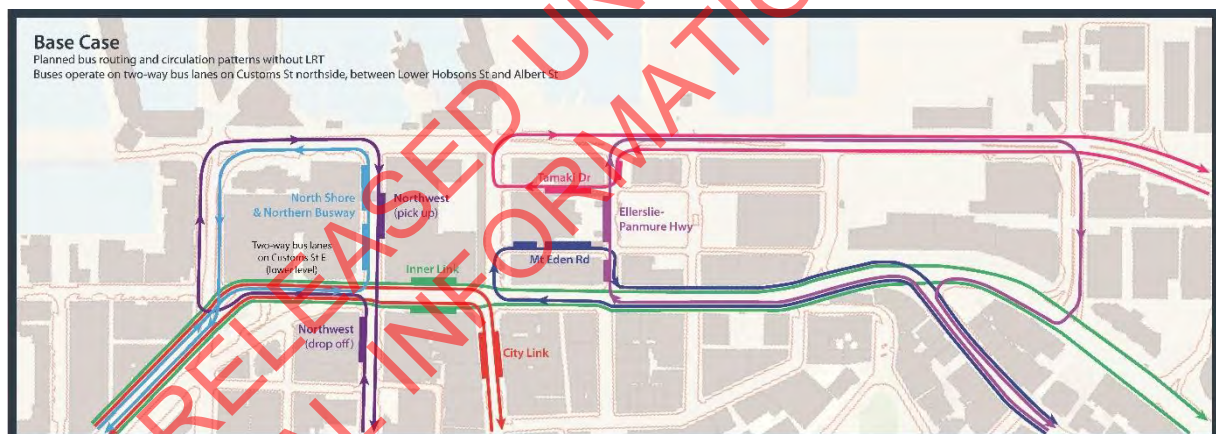 Base Case
Planned bus routing and circulation patterns without LRT
Buses operate on two-way bus lanes on Customs St northside, between Lower Hobsons St and Albert St
Tamaki Dr
North Shore
& Northern Busway
Northwest
(pick up)
Ellerslie-
Panmure Hwy
Two-way bus lanes
on Customs St E
(lower level)
Mt Eden Rd
Inner Link
Northwest
(drop off)
City Link
RELEASED UN
INFORMATIO